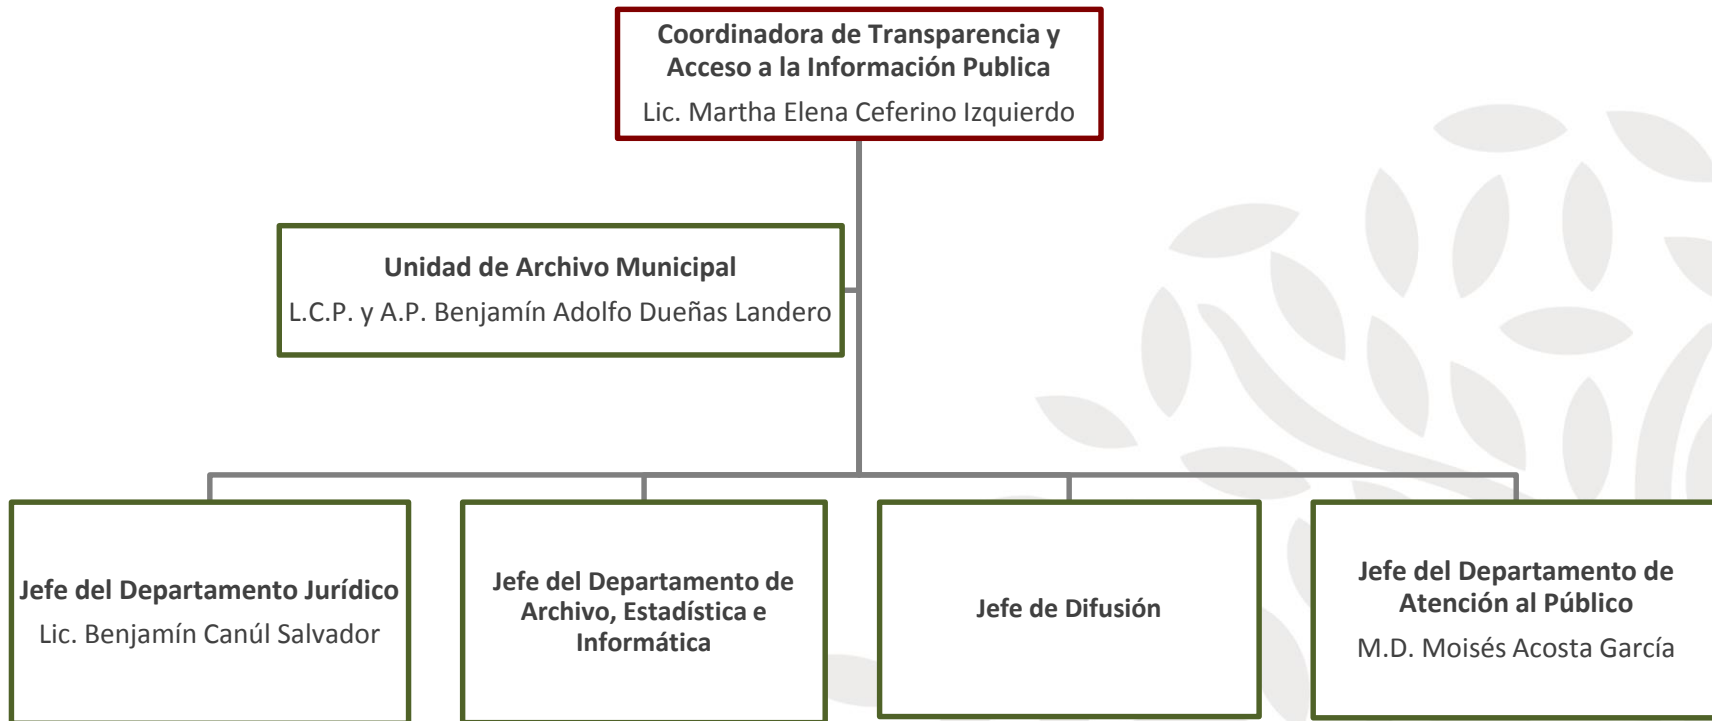 Coordinadora de Transparencia y
Acceso a la Información Publica
Lic. Martha Elena Ceferino Izquierdo
Unidad de Archivo Municipal
L.C.P. y A.P. Benjamín Adolfo Dueñas Landero
Jefe del Departamento Jurídico
Lic. Benjamín Canúl Salvador
Jefe del Departamento de
Archivo, Estadística e
Informática
Jefe de Difusión
Jefe del Departamento de
Atención al Público
M.D. Moisés Acosta García